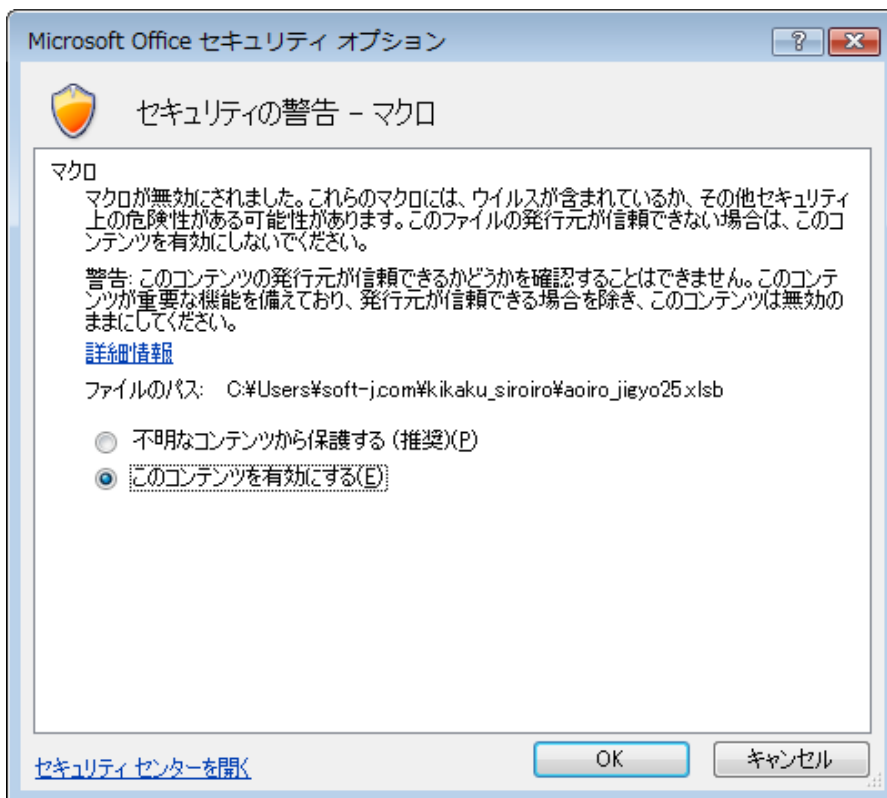 Microsoft Office セキュリティ オプション
セキュリティの警告 - マクロ
マクロ
マクロが無効にされました。これらのマクロには、ウイルスが含まれているか、その他セキュリティ
上の危険性がある可能性があります。このファイルの発行元が信頼できない場合は、このコ
ンテンツを有効にしないでください。
警告: このコンテンツの発行元が信頼できるかどうかを確認することはできません。このコンテ
ンツが重要な機能を備えており、発行元が信頼できる場合を除き、このコンテンツは無効の
ままにしてください。
詳細情報
ファイルのパス: C:¥Users¥soft-j.com¥kikaku_siroiro¥aoiro_jigyo25.xlsb
不明なコンテンツから保護する (推奨)(P)
このコンテンツを有効にする(E)
セキュリティ センターを開く
OK
キャンセル